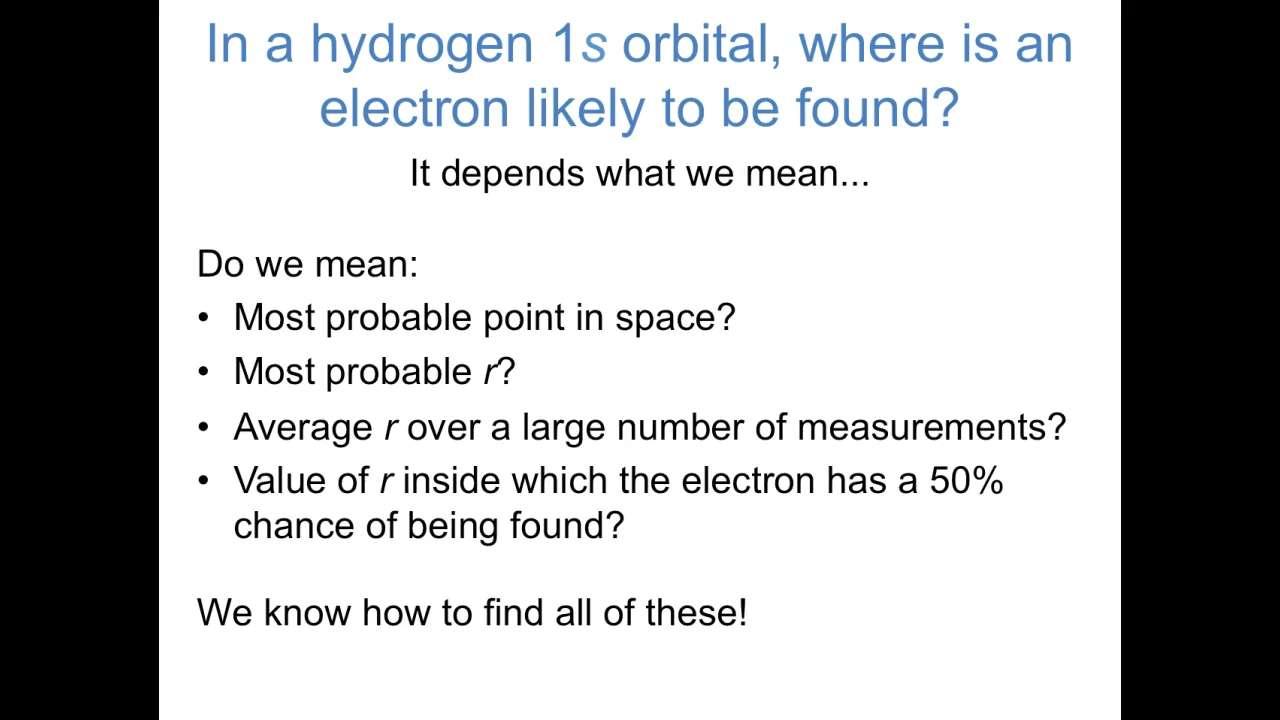 In a hydrogen 1s orbital, where is an
electron likely to be found?
It depends what we mean...
Do we mean:
• Most probable point in space?
• Most probable r?
• Average r over a large number of measurements?
• Value of r inside which the electron has a 50%
chance of being found?
We know how to find all of these!